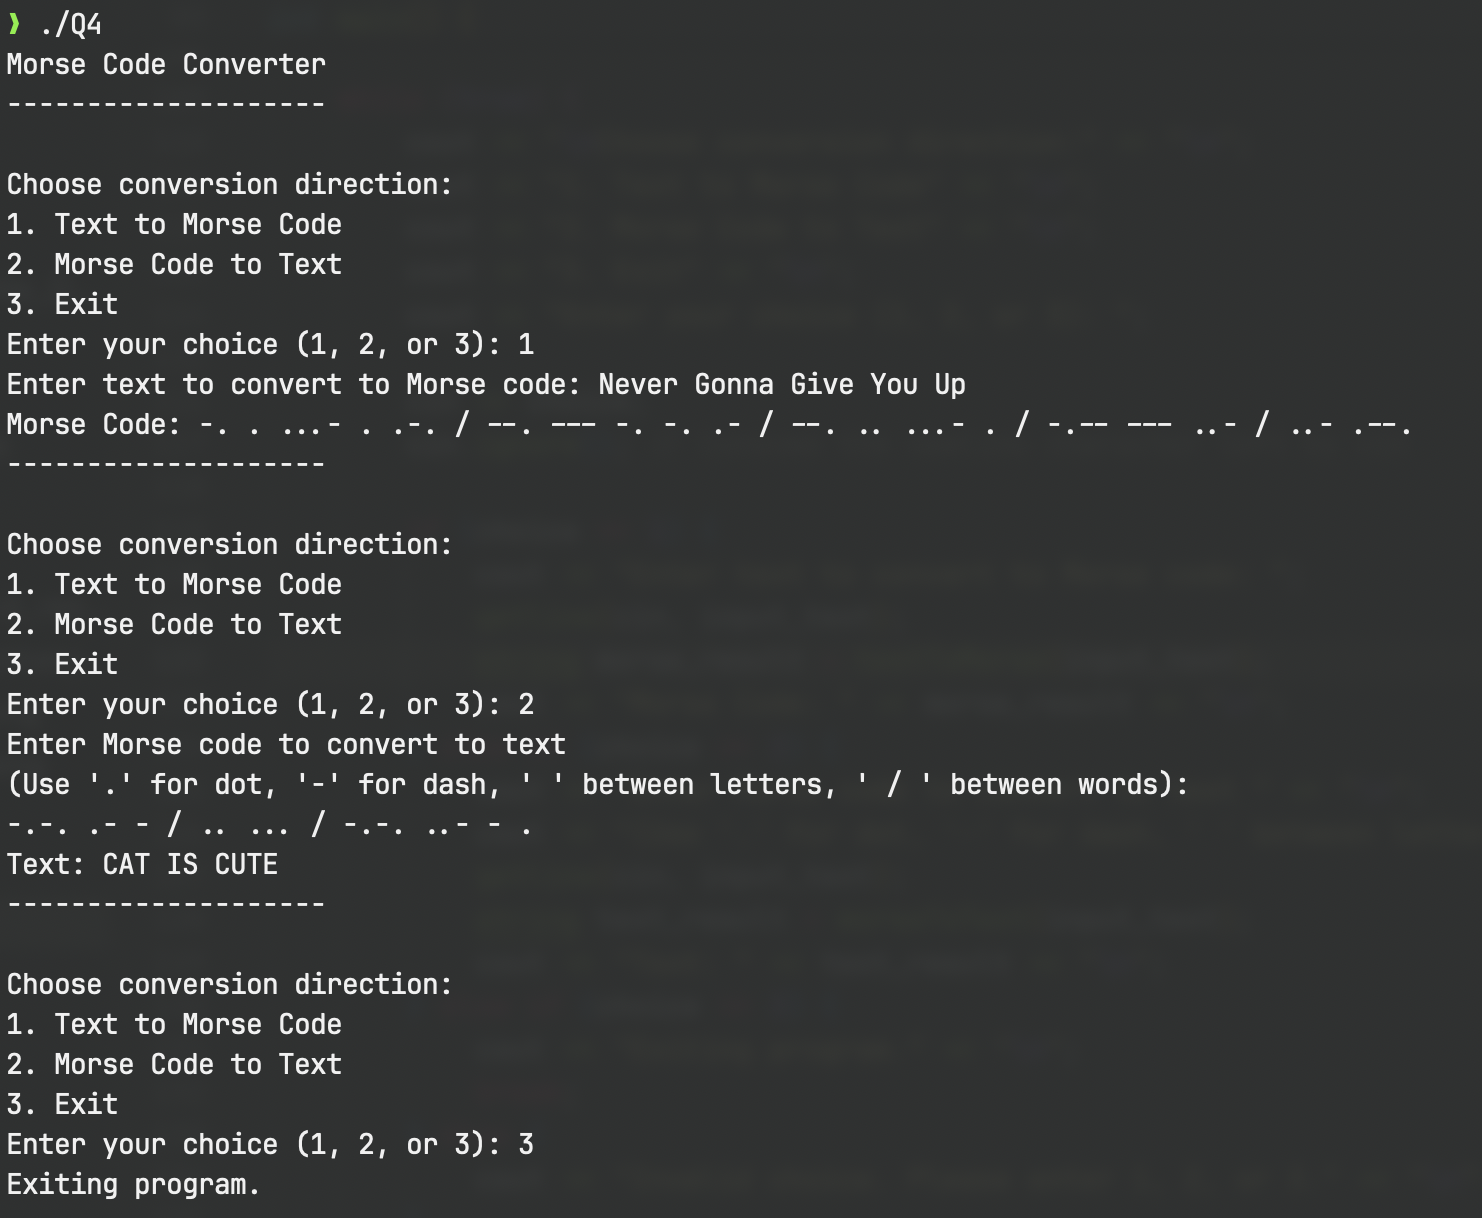 ❯ ./Q4
Morse Code Converter
--------------------
Choose conversion direction:
1. Text to Morse Code
2. Morse Code to Text
3. Exit
Enter your choice (1, 2, or 3): 1
Enter text to convert to Morse code: Never Gonna Give You Up
Morse Code: -. . ...- . .-. / --. --- -. -. .- / --. .. ...- . / -.-- --- ..- / ..- .--.
--------------------
Choose conversion direction:
1. Text to Morse Code
2. Morse Code to Text
3. Exit
Enter your choice (1, 2, or 3): 2
Enter Morse code to convert to text
(Use '.' for dot, '-' for dash, ' ' between letters, ' / ' between words):
-.-. .- - / .. ... / -.-. ..- - .
Text: CAT IS CUTE
--------------------
Choose conversion direction:
1. Text to Morse Code
2. Morse Code to Text
3. Exit
Enter your choice (1, 2, or 3): 3
Exiting program.